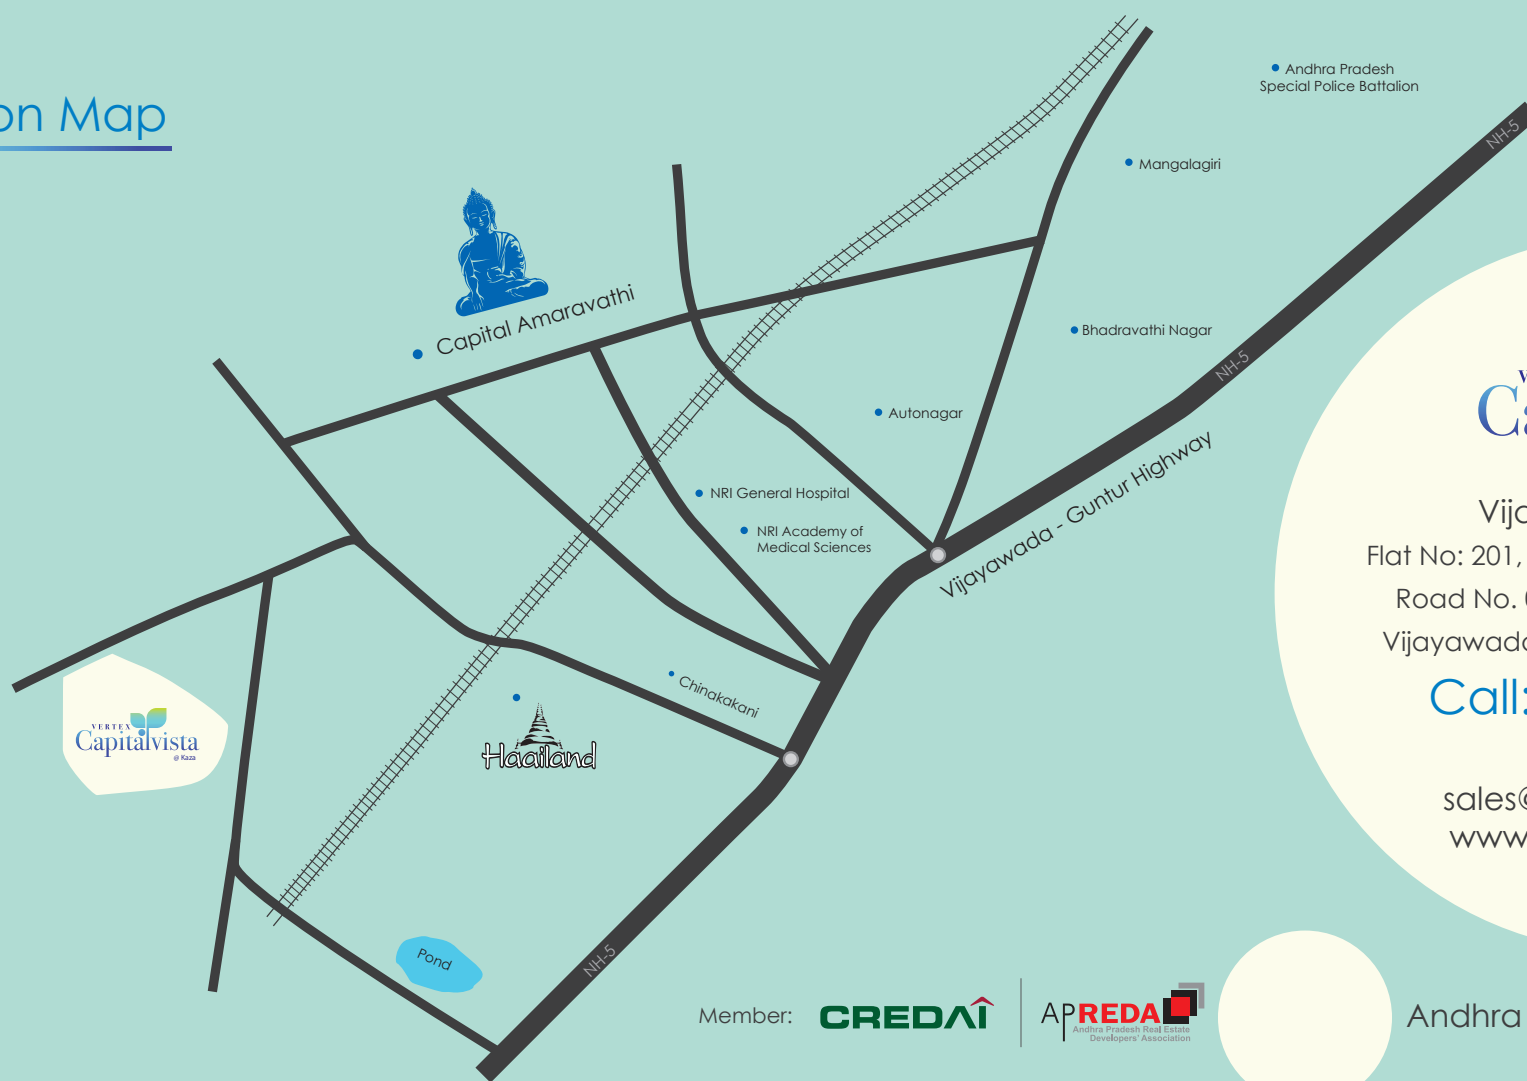 on Map
Andhra Pradesh
Special Police Battalion
NH-5
Mangalagiri
Capital Amaravathi
Bhadravathi Nagar
NH-5
Autonagar
Vijayawada - Guntur Highway
NRI General Hospital
NRI Academy of
Medical Sciences
Chinakakani
Haailand
VERTEX
Capitalvista
@ Kaza
Pond
NH-5
Flat No: 201,
Road No.
Vijayawada
Call:
sales@
www
Member:
CREDAI
APREDA
Andhra Pradesh Real Estate
Developers' Association
Andhra